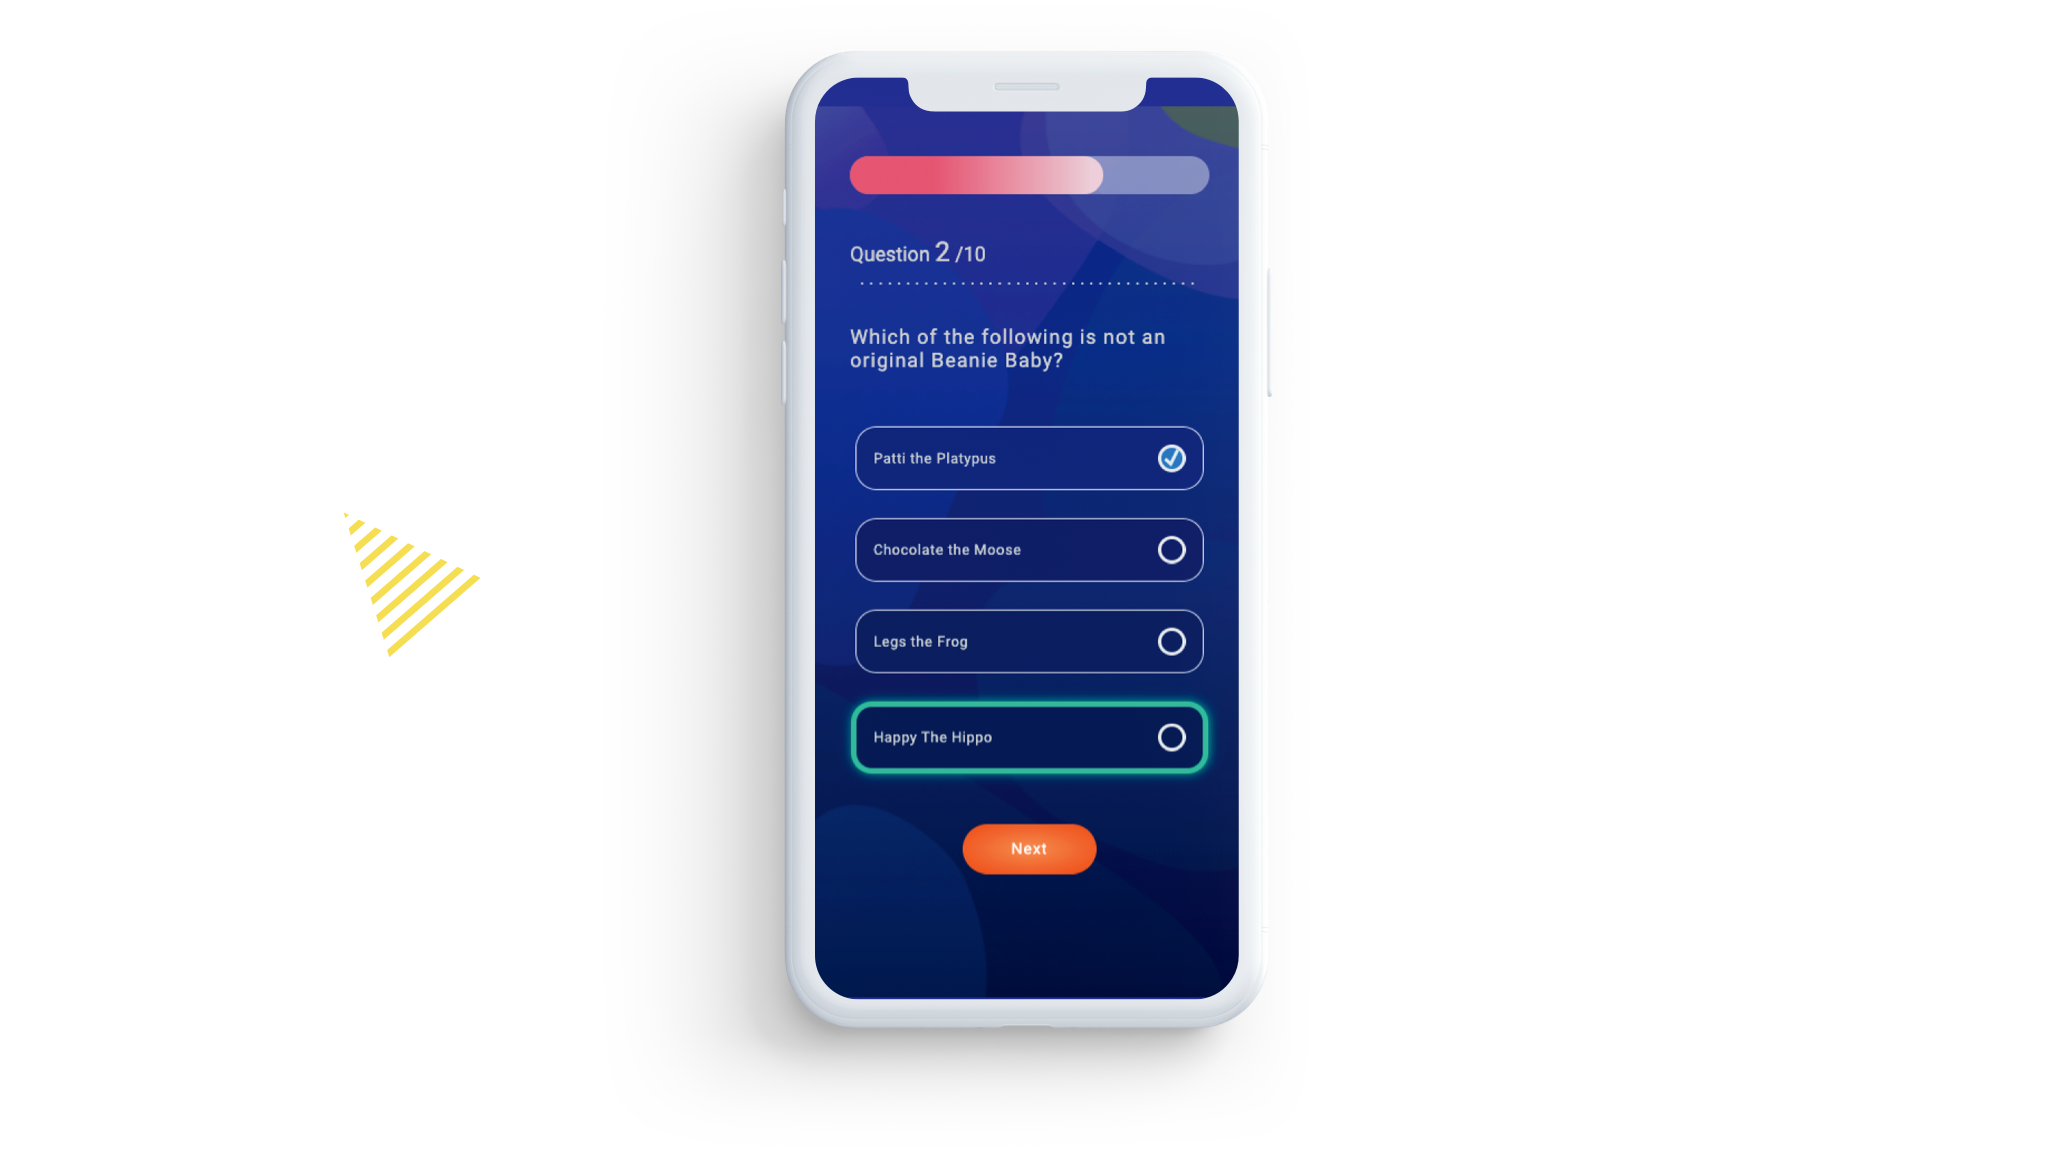 Question 2 /10
Which of the following is not an
original Beanie Baby?
Patti the Platypus
Chocolate the Moose
Legs the Frog
Happy The Hippo
Next